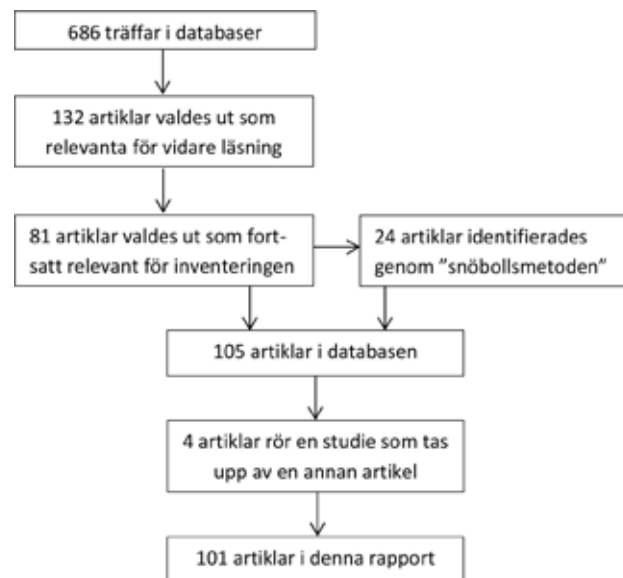 686 träffar i databaser
132 artiklar valdes ut som
relevanta för vidare läsning
81 artiklar valdes ut som fort-
satt relevant för inventeringen
24 artiklar identifierades
genom ”snöbollsmetoden”
105 artiklar i databasen
4 artiklar rör en studie som tas
upp av en annan artikel
101 artiklar i denna rapport